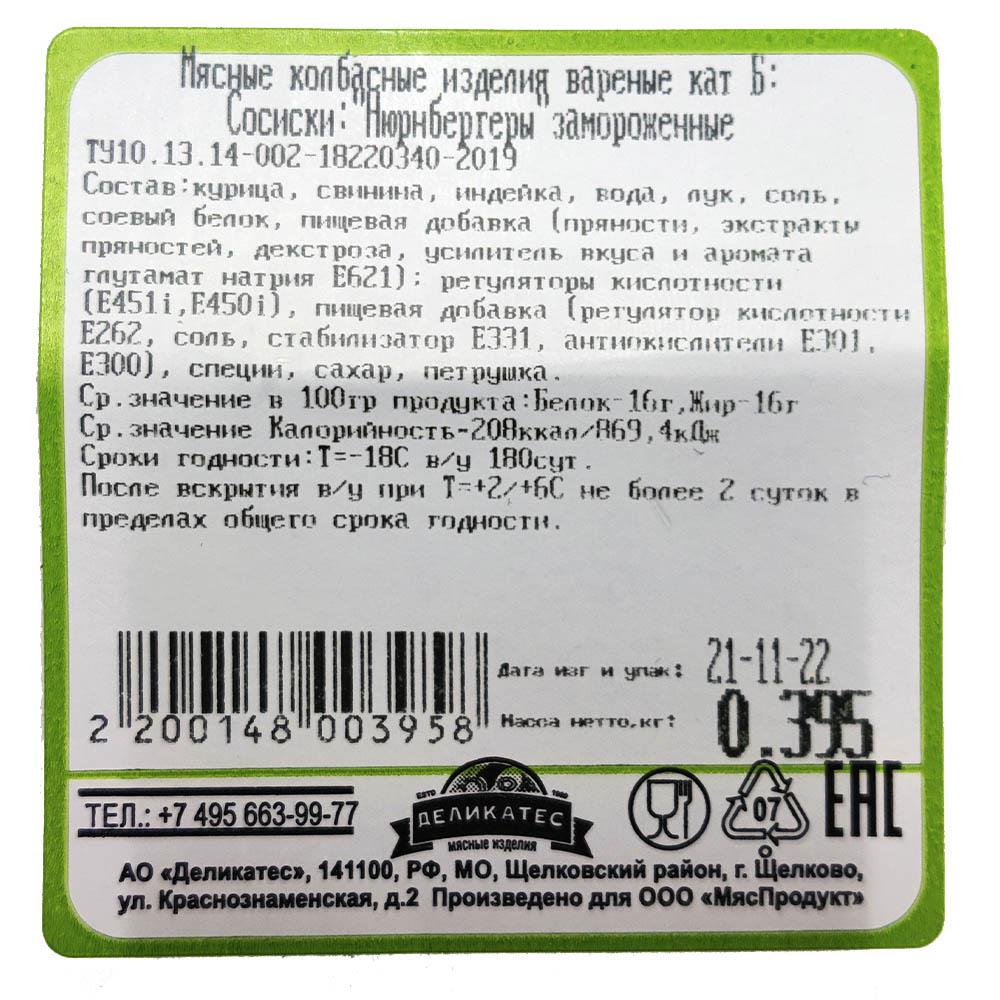 Мясные колбасные изделия вареные кат Б:
Сосиски:"Нюрнбергеры" замороженные
ТУ10.13.14-002-18220340-2019
Состав:курица, свинина, индейка, вода, лук, соль,
соевый белок, пищевая добавка (пряности, экстракты
пряностей, декстроза, усилитель вкуса и аромата
глутамат натрия Е621); регуляторы кислотности
(Е451i,Е450i), пищевая добавка (регулятор кислотности
Е262, соль, стабилизатор Е331, антиокислители Е301,
Е300), специи, сахар, петрушка.
Ср.значение в 100гр продукта:Белок-16г,Жир-16г
Ср.значение Калорийность-208ккал/869,4кДж
Сроки годности:Т=-18С в/у 180сут.
После вскрытия в/у при Т=+2/+6С не более 2 суток в
пределах общего срока годности.
Дата изг и упак: 21-11-22
2 200148 003958
Масса нетто,кг: 0.395
ТЕЛ.: +7 495 663-99-77
ESTD 1989
ДЕЛИКАТЕС
МЯСНЫЕ ИЗДЕЛИЯ
07
ЕАС
АО «Деликатес», 141100, РФ, МО, Щелковский район, г. Щелково,
ул. Краснознаменская, д.2 Произведено для ООО «МясПродукт»